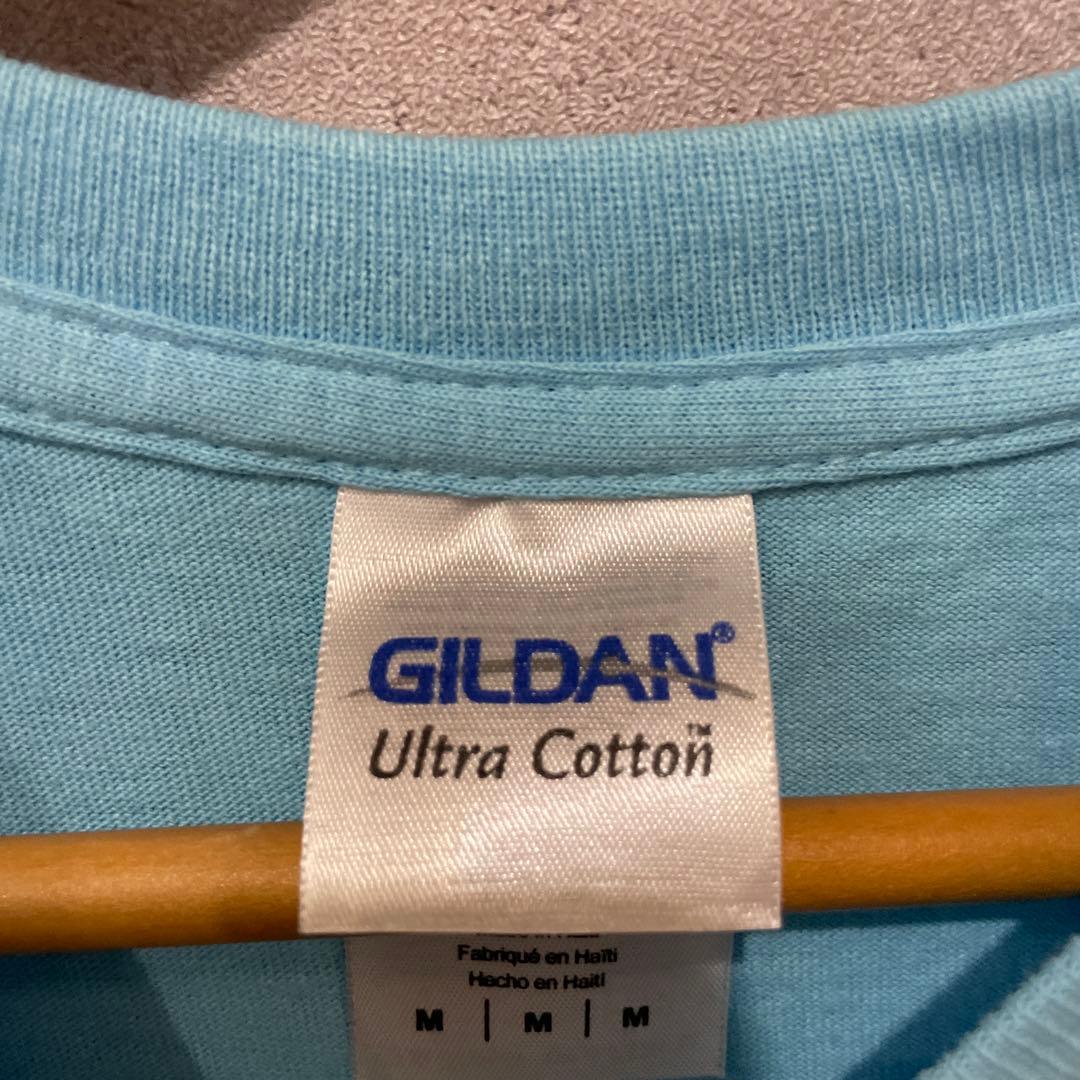 GILDAN®
Ultra Cotton™
Fabriqué en Haïti
Hecho en Haití
M | M | M